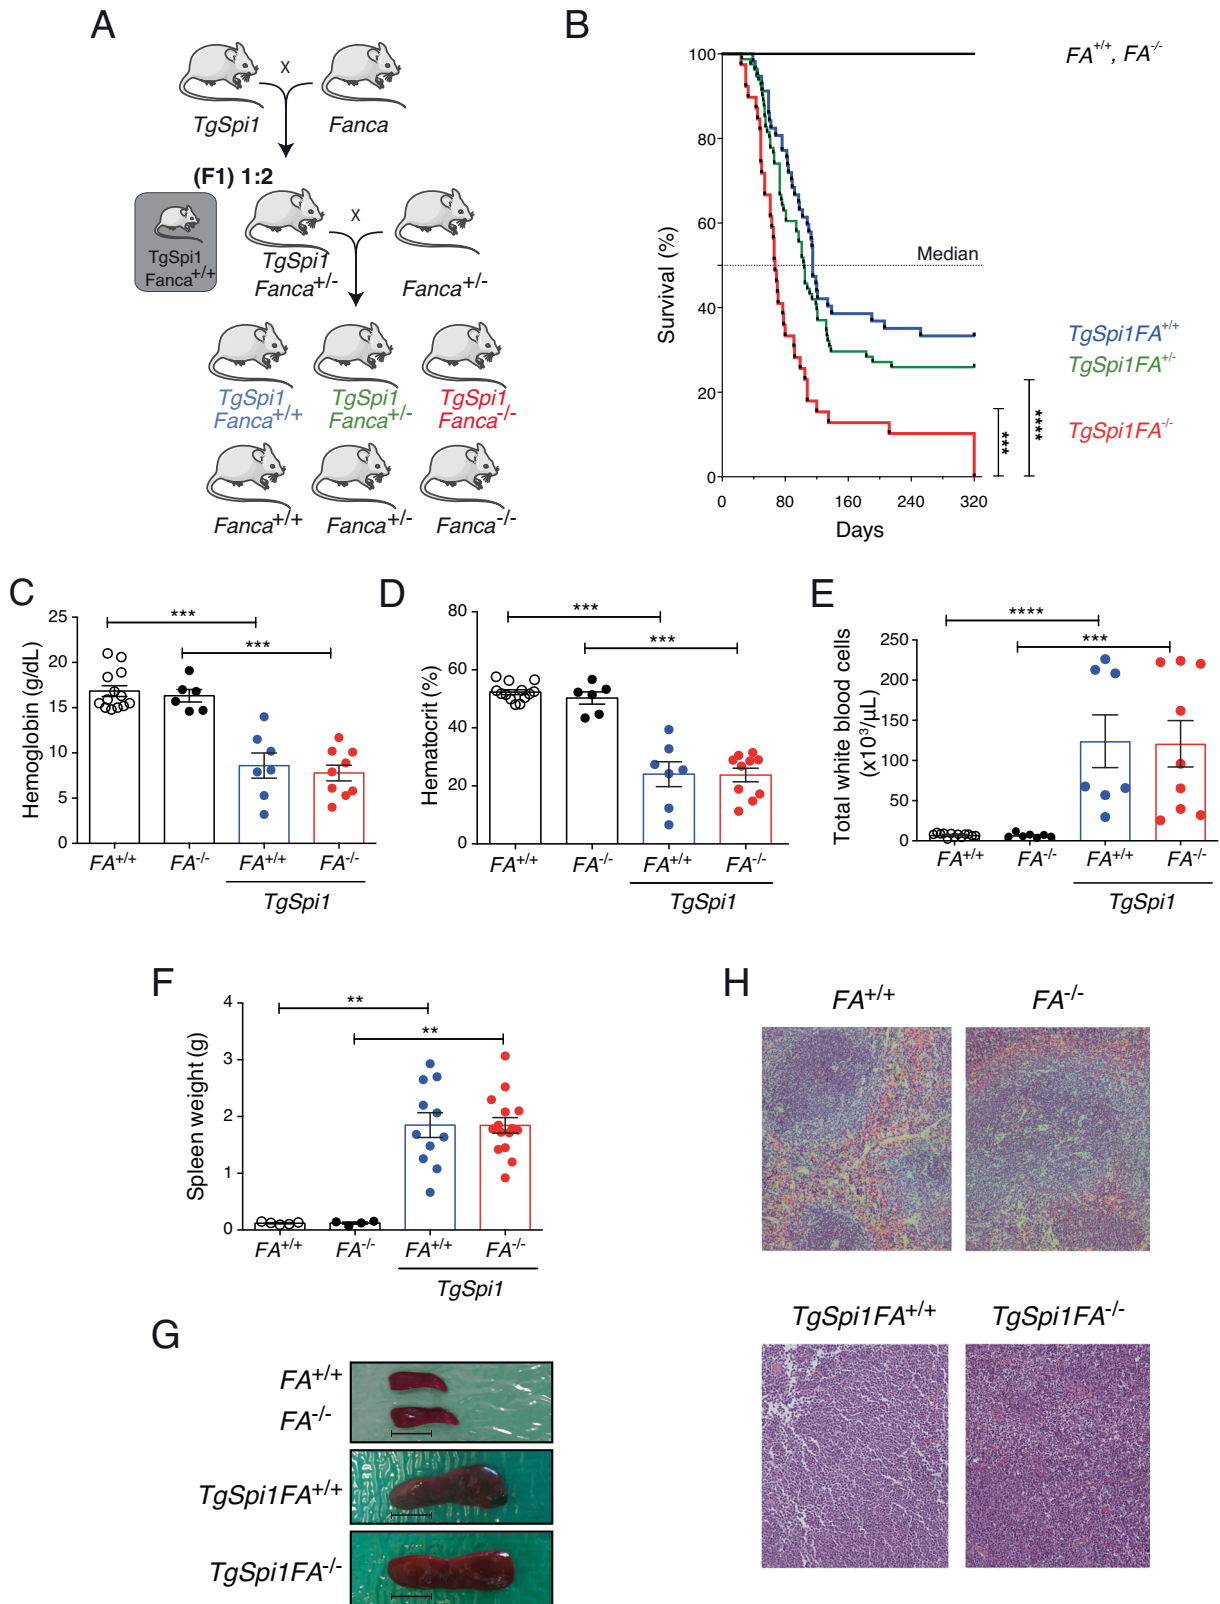 A
X
TgSpi1
Fanca
(F1) 1:2
TgSpi1
Fanca+/+
X
TgSpi1
Fanca+/-
Fanca+/-
TgSpi1
Fanca+/+
TgSpi1
Fanca+/-
TgSpi1
Fanca-/-
Fanca+/+
Fanca+/-
Fanca-/-
B
100
80
60
40
20
0
Survival (%)
0
80
160
240
320
Days
Median
FA+/+, FA-/-
TgSpi1FA+/+
TgSpi1FA+/-
TgSpi1FA-/-
***
****
C
Hemoglobin (g/dL)
25
20
15
10
5
0
***
***
FA+/+
FA-/-
FA+/+
FA-/-
TgSpi1
D
Hematocrit (%)
80
60
40
20
0
***
***
FA+/+
FA-/-
FA+/+
FA-/-
TgSpi1
E
Total white blood cells
(x10³/µL)
250
200
150
100
50
0
****
***
FA+/+
FA-/-
FA+/+
FA-/-
TgSpi1
F
Spleen weight (g)
4
3
2
1
0
**
**
FA+/+
FA-/-
FA+/+
FA-/-
TgSpi1
G
FA+/+
FA-/-
TgSpi1FA+/+
TgSpi1FA-/-
H
FA+/+
FA-/-
TgSpi1FA+/+
TgSpi1FA-/-